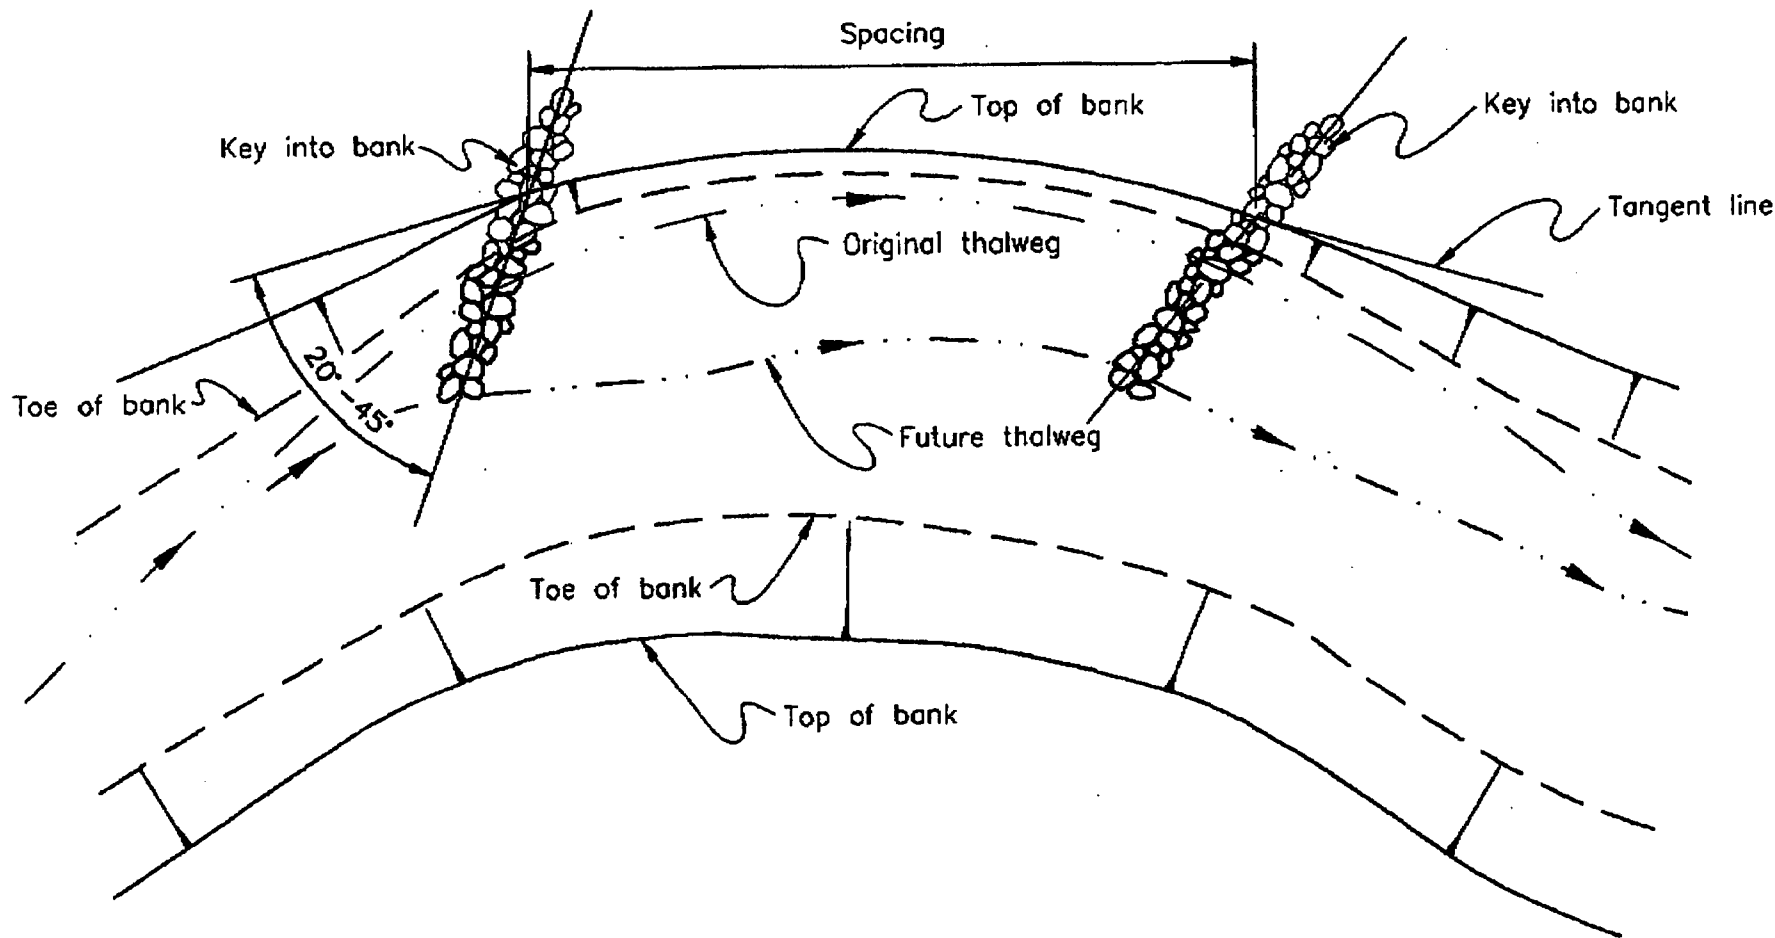 Spacing
Top of bank
Key into bank
Key into bank
Tangent line
Original thalweg
20°-45°
Toe of bank
Future thalweg
Toe of bank
Top of bank